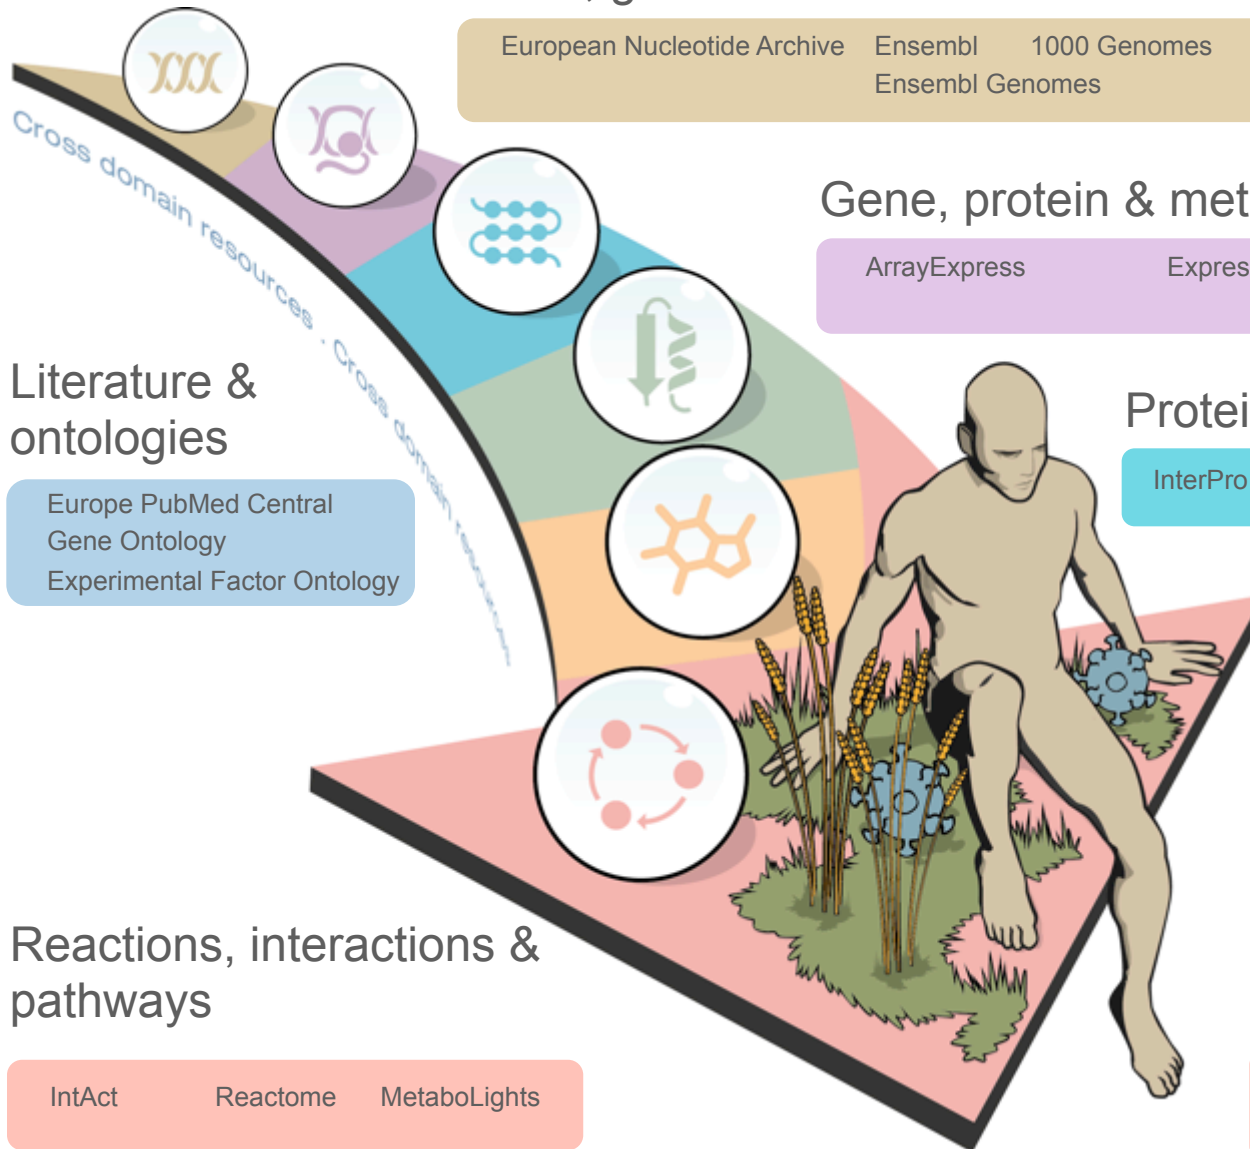 European Nucleotide Archive Ensembl 1000 Genomes
Ensembl Genomes
Cross domain resources . Cross domain resources
Gene, protein & met
ArrayExpress Expres
Literature &
ontologies
Europe PubMed Central
Gene Ontology
Experimental Factor Ontology
Protei
InterPro
Reactions, interactions &
pathways
IntAct Reactome MetaboLights